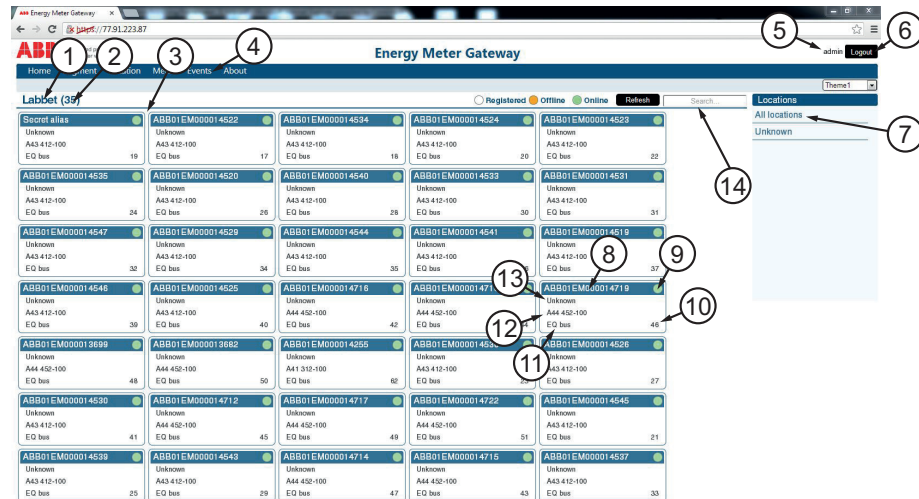 ABB Energy Meter Gateway
https://77.91.223.87
ABB
Energy Meter Gateway
admin Logout
5 6
1 2 3 4
Home Events About
Theme1
Labbet (35)
Registered Offline Online Refresh Search...
Locations
All locations
7
Unknown
14
Secret alias ABB01EM000014522 ABB01EM000014534 ABB01EM000014524 ABB01EM000014523
Unknown Unknown Unknown Unknown Unknown
A43 412-100 A43 412-100 A43 412-100 A43 412-100 A43 412-100
EQ bus 19 EQ bus 17 EQ bus 18 EQ bus 20 EQ bus 22
ABB01EM000014535 ABB01EM000014520 ABB01EM000014540 ABB01EM000014533 ABB01EM000014531
Unknown Unknown Unknown Unknown Unknown
A43 412-100 A43 412-100 A43 412-100 A43 412-100 A43 412-100
EQ bus 24 EQ bus 26 EQ bus 28 EQ bus 30 EQ bus 31
ABB01EM000014547 ABB01EM000014529 ABB01EM000014544 ABB01EM000014541 ABB01EM000014519
Unknown Unknown Unknown Unknown
A43 412-100 A43 412-100 A43 412-100 A43 412-100 A43 412-100
EQ bus 32 EQ bus 34 EQ bus 35 EQ bus EQ bus 37
8 9
13
ABB01EM000014546 ABB01EM000014525 ABB01EM000014716 ABB01EM000014719
Unknown Unknown Unknown Unknown Unknown
A43 412-100 A43 412-100 A44 452-100 A44 452-100 A44 452-100
EQ bus 39 EQ bus 40 EQ bus 42 EQ bus EQ bus 46
12 10
11
ABB01EM000013699 ABB01EM000013682 ABB01EM000014255 ABB01EM000014526
Unknown Unknown Unknown Unknown Unknown
A44 452-100 A44 452-100 A41 312-100 A43 412-100 A43 412-100
EQ bus 48 EQ bus 50 EQ bus 62 EQ bus 23 EQ bus 27
ABB01EM000014530 ABB01EM000014712 ABB01EM000014717 ABB01EM000014722 ABB01EM000014545
Unknown Unknown Unknown Unknown Unknown
A43 412-100 A44 452-100 A44 452-100 A44 452-100 A43 412-100
EQ bus 41 EQ bus 45 EQ bus 49 EQ bus 51 EQ bus 21
ABB01EM000014539 ABB01EM000014543 ABB01EM000014714 ABB01EM000014715 ABB01EM000014537
Unknown Unknown Unknown Unknown Unknown
A43 412-100 A43 412-100 A44 452-100 A44 452-100 A43 412-100
EQ bus 25 EQ bus 29 EQ bus 47 EQ bus 43 EQ bus 33